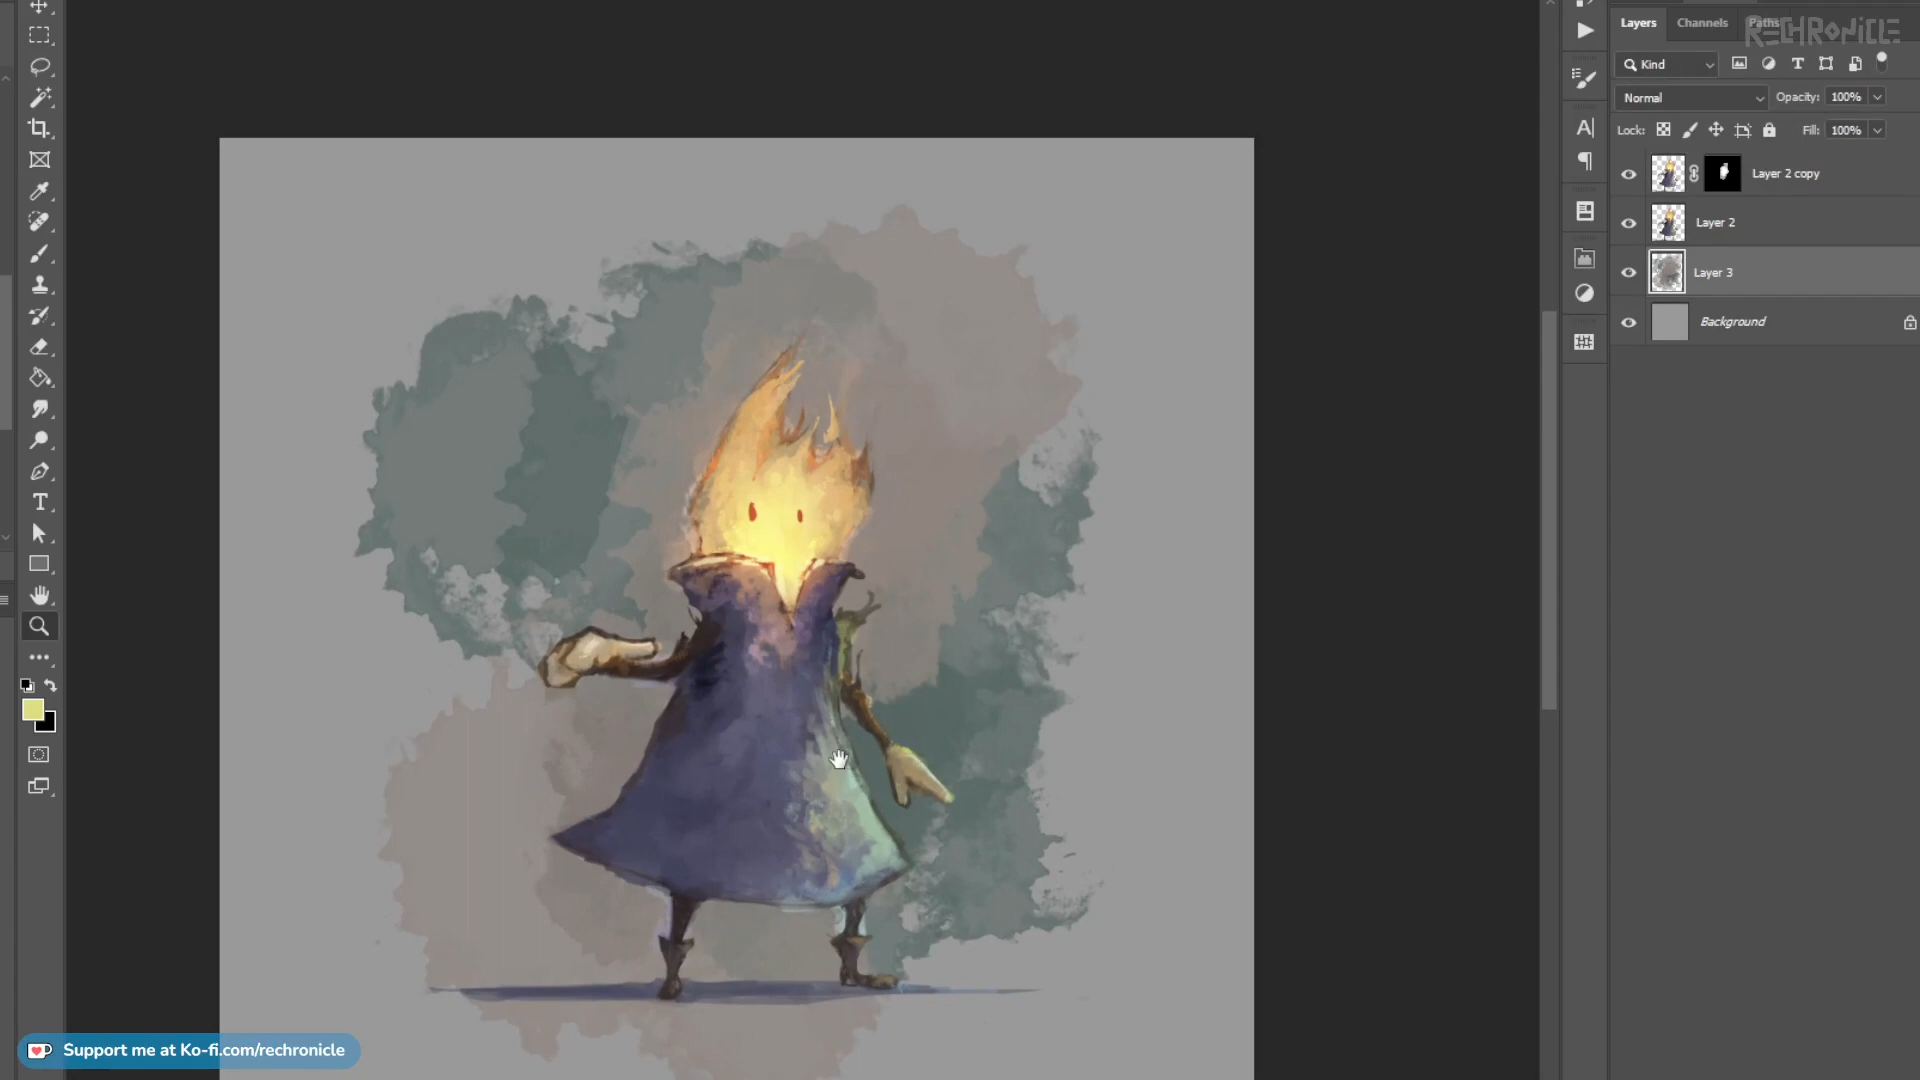 Layers Channels Paths
RECHRONICLE
Kind
Normal Opacity: 100%
Lock: Fill: 100%
Layer 2 copy
Layer 2
Layer 3
Background
Support me at Ko-fi.com/rechronicle